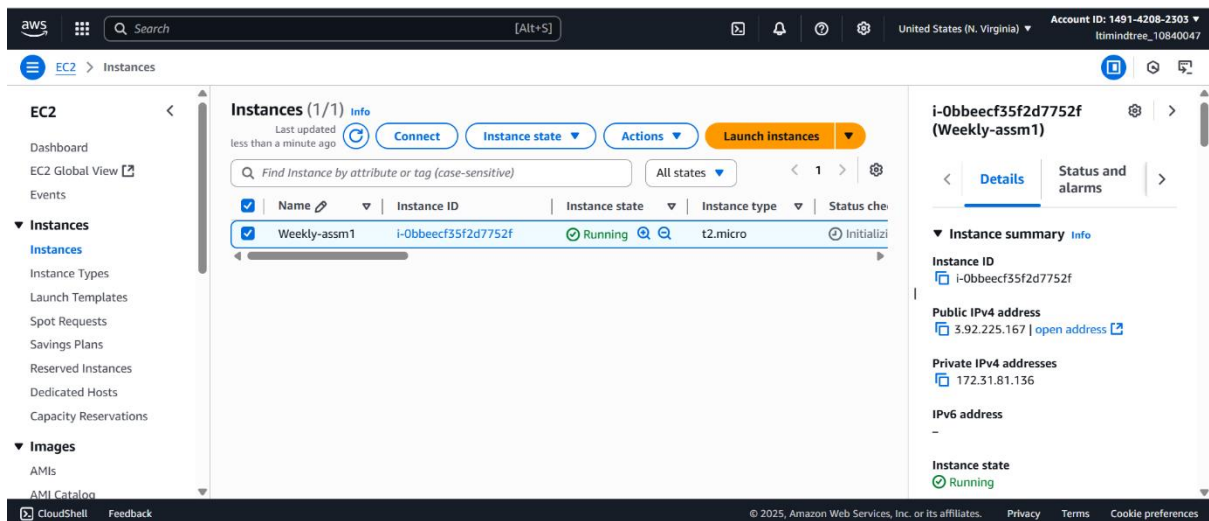 aws
Search
[Alt+S]
United States (N. Virginia)
Account ID: 1491-4208-2303
ltimindtree_10840047
EC2 > Instances
EC2
Dashboard
EC2 Global View
Events
Instances
Instances
Instance Types
Launch Templates
Spot Requests
Savings Plans
Reserved Instances
Dedicated Hosts
Capacity Reservations
Images
AMIs
AMI Catalog
Instances (1/1) Info
Last updated
less than a minute ago
Connect
Instance state
Actions
Launch instances
Find Instance by attribute or tag (case-sensitive)
All states
1
Name
Instance ID
Instance state
Instance type
Status che
Weekly-assm1
i-0bbeecf35f2d7752f
Running
t2.micro
Initializi
i-0bbeecf35f2d7752f
(Weekly-assm1)
Details
Status and
alarms
Instance summary Info
Instance ID
i-0bbeecf35f2d7752f
Public IPv4 address
3.92.225.167 | open address
Private IPv4 addresses
172.31.81.136
IPv6 address
–
Instance state
Running
CloudShell
Feedback
© 2025, Amazon Web Services, Inc. or its affiliates.
Privacy
Terms
Cookie preferences